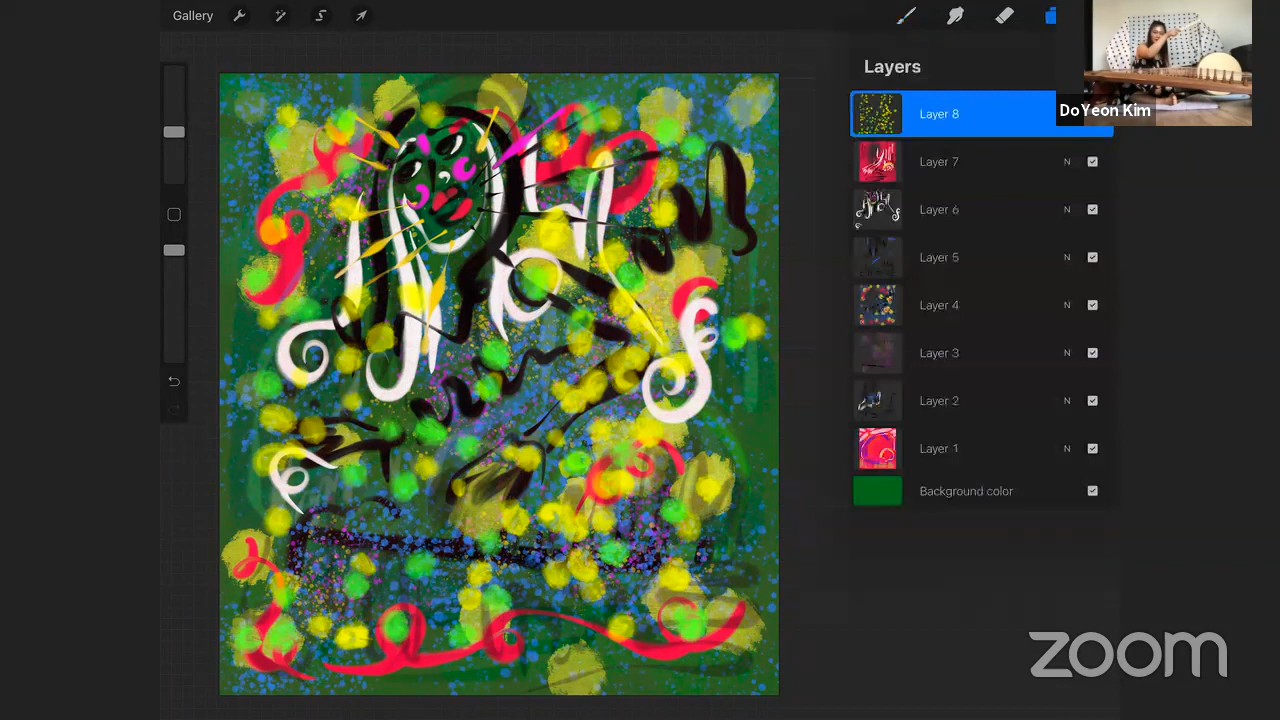 Gallery
Layers
Layer 8
DoYeon Kim
Layer 7 N
Layer 6 N
Layer 5 N
Layer 4 N
Layer 3 N
Layer 2 N
Layer 1 N
Background color
zoom